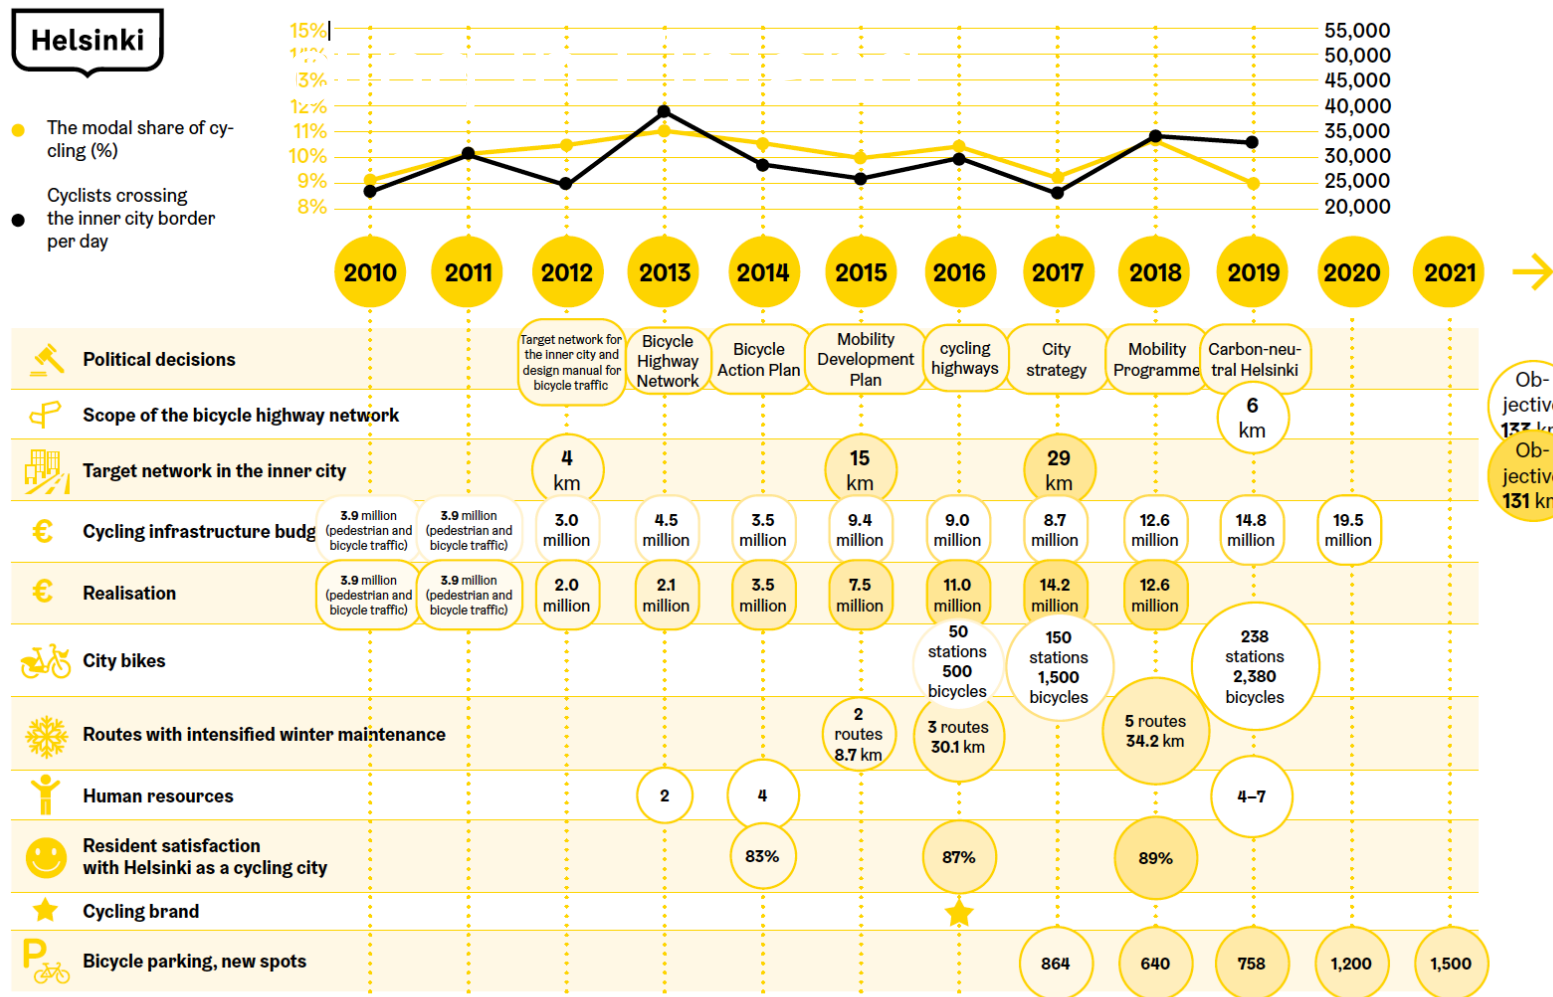 Helsinki
The modal share of cy-
cling (%)
Cyclists crossing
the inner city border
per day
15%
12%
11%
10%
9%
8%
55,000
50,000
45,000
40,000
35,000
30,000
25,000
20,000
2010 2011 2012 2013 2014 2015 2016 2017 2018 2019 2020 2021
Political decisions
Target network for
the inner city and
design manual for
bicycle traffic
Bicycle
Highway
Network
Bicycle
Action Plan
Mobility
Development
Plan
cycling
highways
City
strategy
Mobility
Programme
Carbon-neu-
tral Helsinki
Scope of the bicycle highway network
6
km
Ob-
133
Target network in the inner city
4
km
15
km
29
km
Ob-
131
Cycling infrastructure
3.9 million
(pedestrian and
bicycle traffic)
3.9 million
(pedestrian and
bicycle traffic)
3.0
million
4.5
million
3.5
million
9.4
million
9.0
million
8.7
million
12.6
million
14.8
million
19.5
million
Realisation
3.9 million
(pedestrian and
bicycle traffic)
3.9 million
(pedestrian and
bicycle traffic)
2.0
million
2.1
million
3.5
million
7.5
million
11.0
million
14.2
million
12.6
million
City bikes
50
stations
500
bicycles
150
stations
1,500
bicycles
238
stations
2,380
bicycles
Routes with intensified winter maintenance
2
routes
8.7 km
3 routes
30.1 km
5 routes
34.2 km
Human resources
2
4
4–7
Resident satisfaction
with Helsinki as a cycling city
83%
87%
89%
Cycling brand
P
Bicycle parking, new spots
864
640
758
1,200
1,500